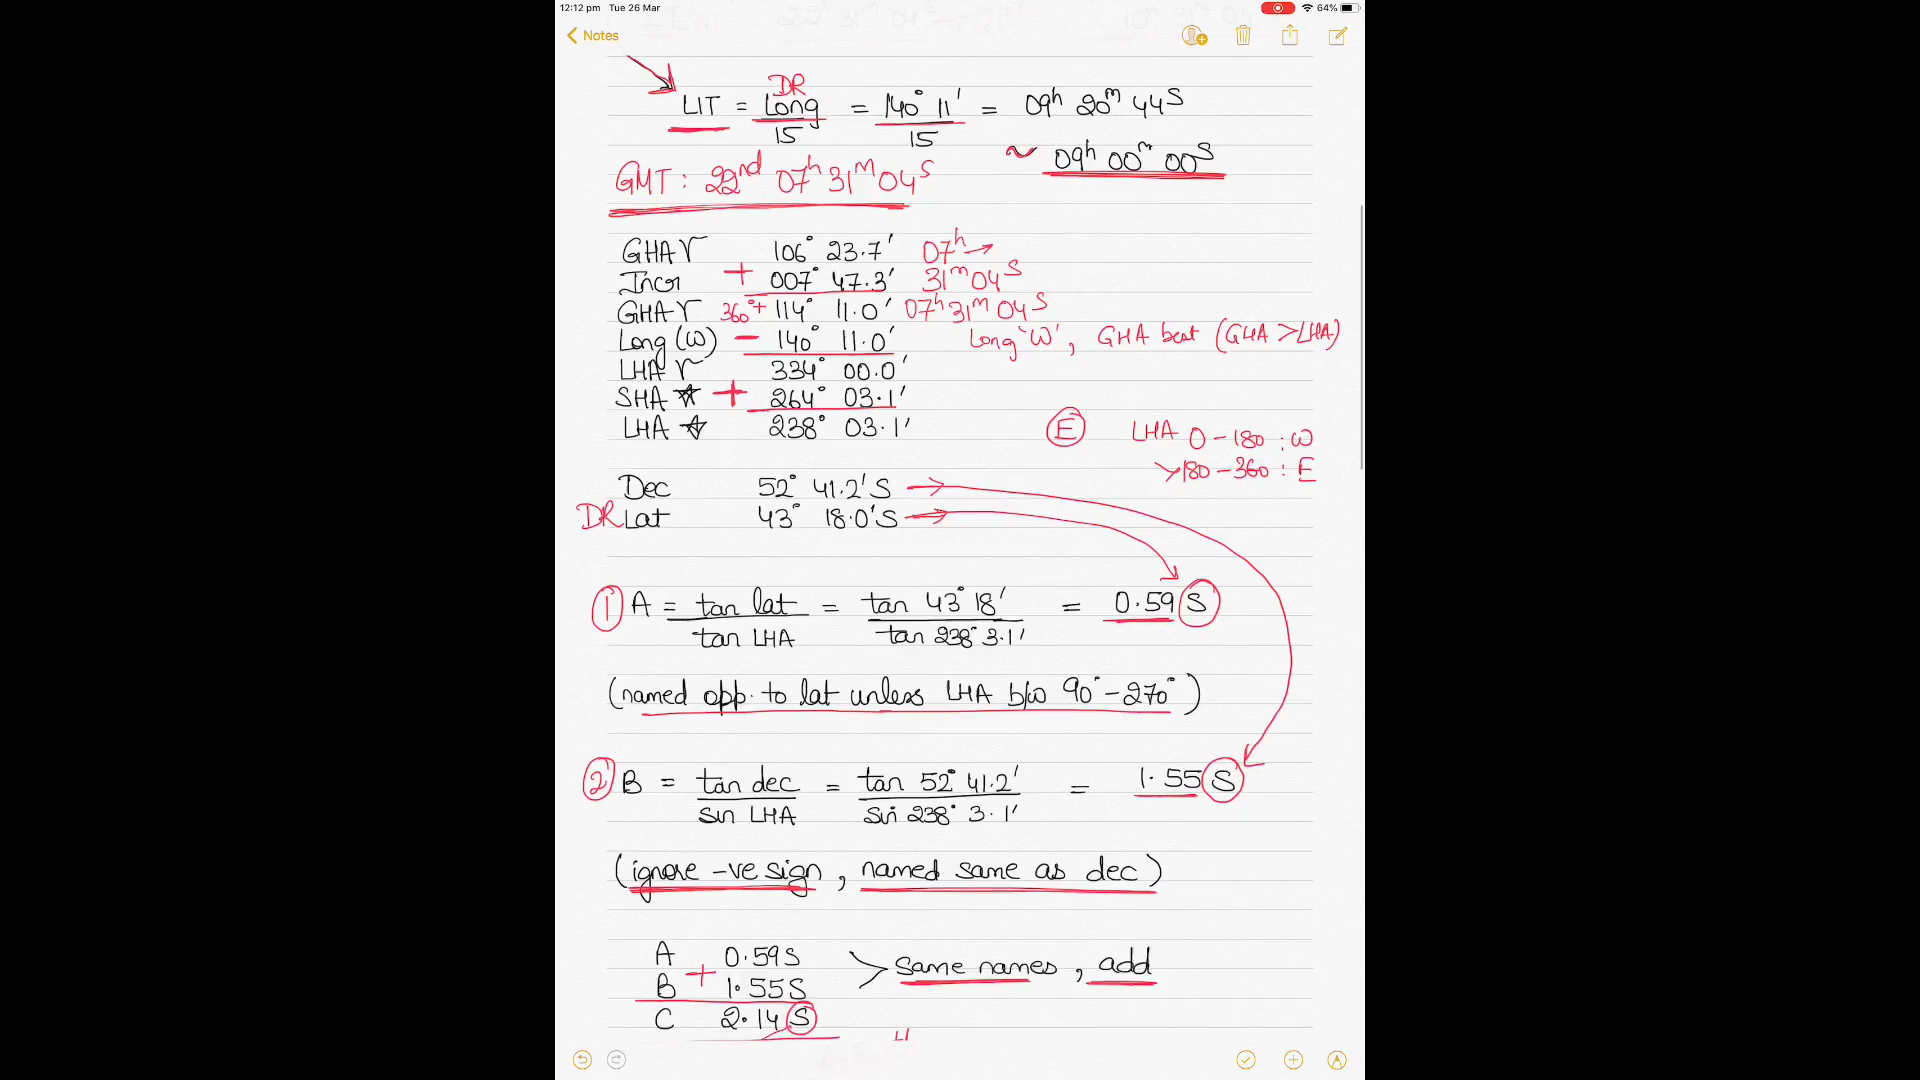 12:12 pm Tue 26 Mar 64%
Notes
DR
LIT = Long/15 = 140° 11'/15 = 09h 20m 44s
~ 09h 00m 00s
GMT: 22nd 07h 31m 04s
GHA♈ 106° 23.7' 07h →
Incr + 007° 47.3' 31m 04s
GHA♈ 360°+ 114° 11.0' 07h 31m 04s
Long (W) − 140° 11.0' Long 'W', GHA best (GHA > LHA)
LHA♈ 334° 00.0'
SHA ☆ + 264° 03.1'
LHA ☆ 238° 03.1' E LHA 0 - 180 : W
>180 - 360 : E
Dec 52° 41.2' S
DR Lat 43° 18.0' S
1 A = tan lat/tan LHA = tan 43° 18'/tan 238° 3.1' = 0.59 S
(named opp. to lat unless LHA b/w 90° - 270°)
2 B = tan dec/sin LHA = tan 52° 41.2'/sin 238° 3.1' = 1.55 S
(ignore -ve sign, named same as dec)
A 0.59S
B + 1.55S > same names, add
C 2.14 S